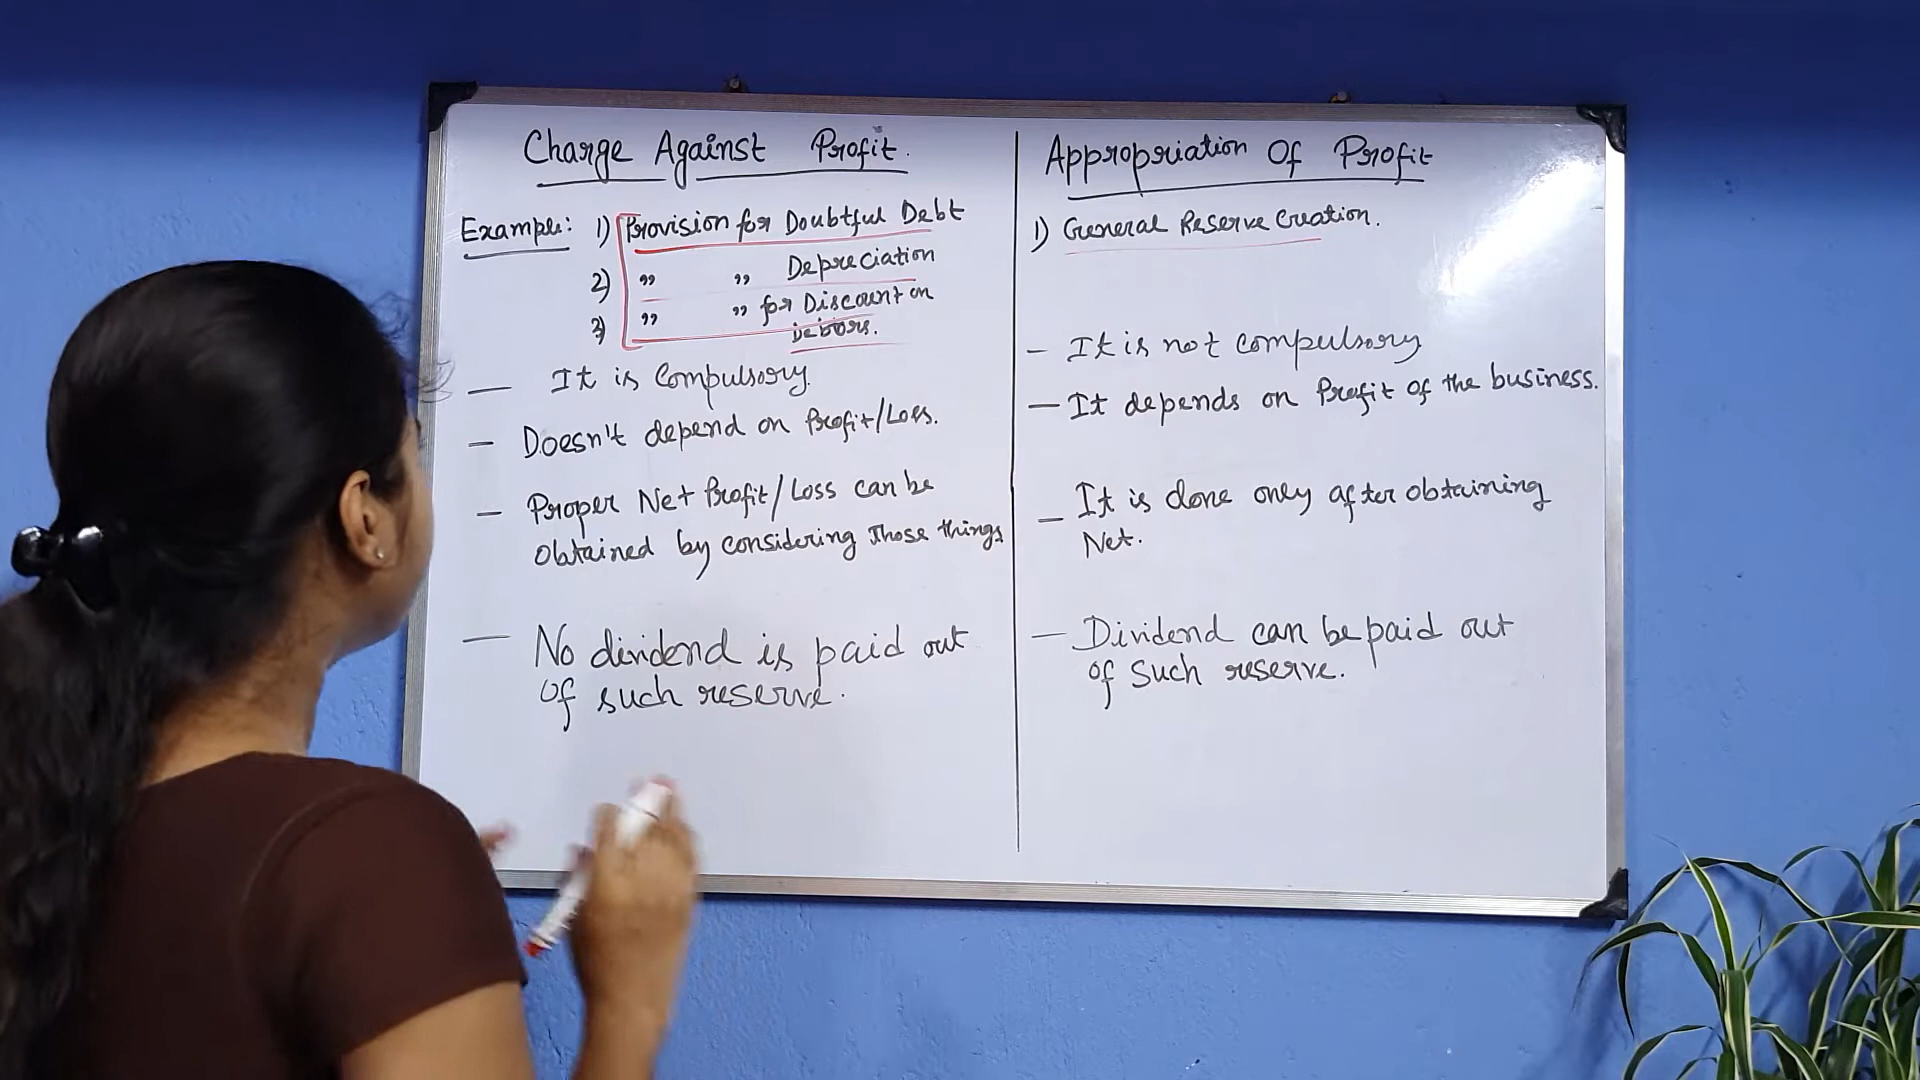 Charge Against Profit.
Example: 1) Provision for Doubtful Debt
2) " " Depreciation
3) " " for Discount on
Debtors.
— It is Compulsory.
— Doesn't depend on Profit/Loss.
— Proper Net Profit/Loss can be
obtained by considering Those things
— No dividend is paid out
of such reserve.
Appropriation Of Profit
1) General Reserve Creation.
— It is not compulsory
— It depends on Profit of the business.
— It is done only after obtaining
Net.
— Dividend can be paid out
of such reserve.